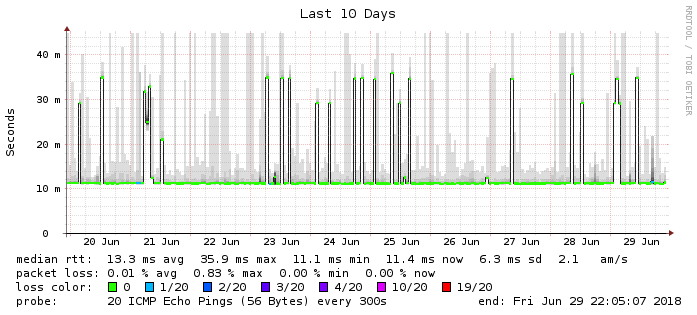 Last 10 Days
RRDTOOL / TOBI OETIKER
Seconds
40 m
30 m
20 m
10 m
0
20 Jun 21 Jun 22 Jun 23 Jun 24 Jun 25 Jun 26 Jun 27 Jun 28 Jun 29 Jun
median rtt: 13.3 ms avg 35.9 ms max 11.1 ms min 11.4 ms now 6.3 ms sd 2.1 am/s
packet loss: 0.01 % avg 0.83 % max 0.00 % min 0.00 % now
loss color: 0 1/20 2/20 3/20 4/20 10/20 19/20
probe: 20 ICMP Echo Pings (56 Bytes) every 300s end: Fri Jun 29 22:05:07 2018